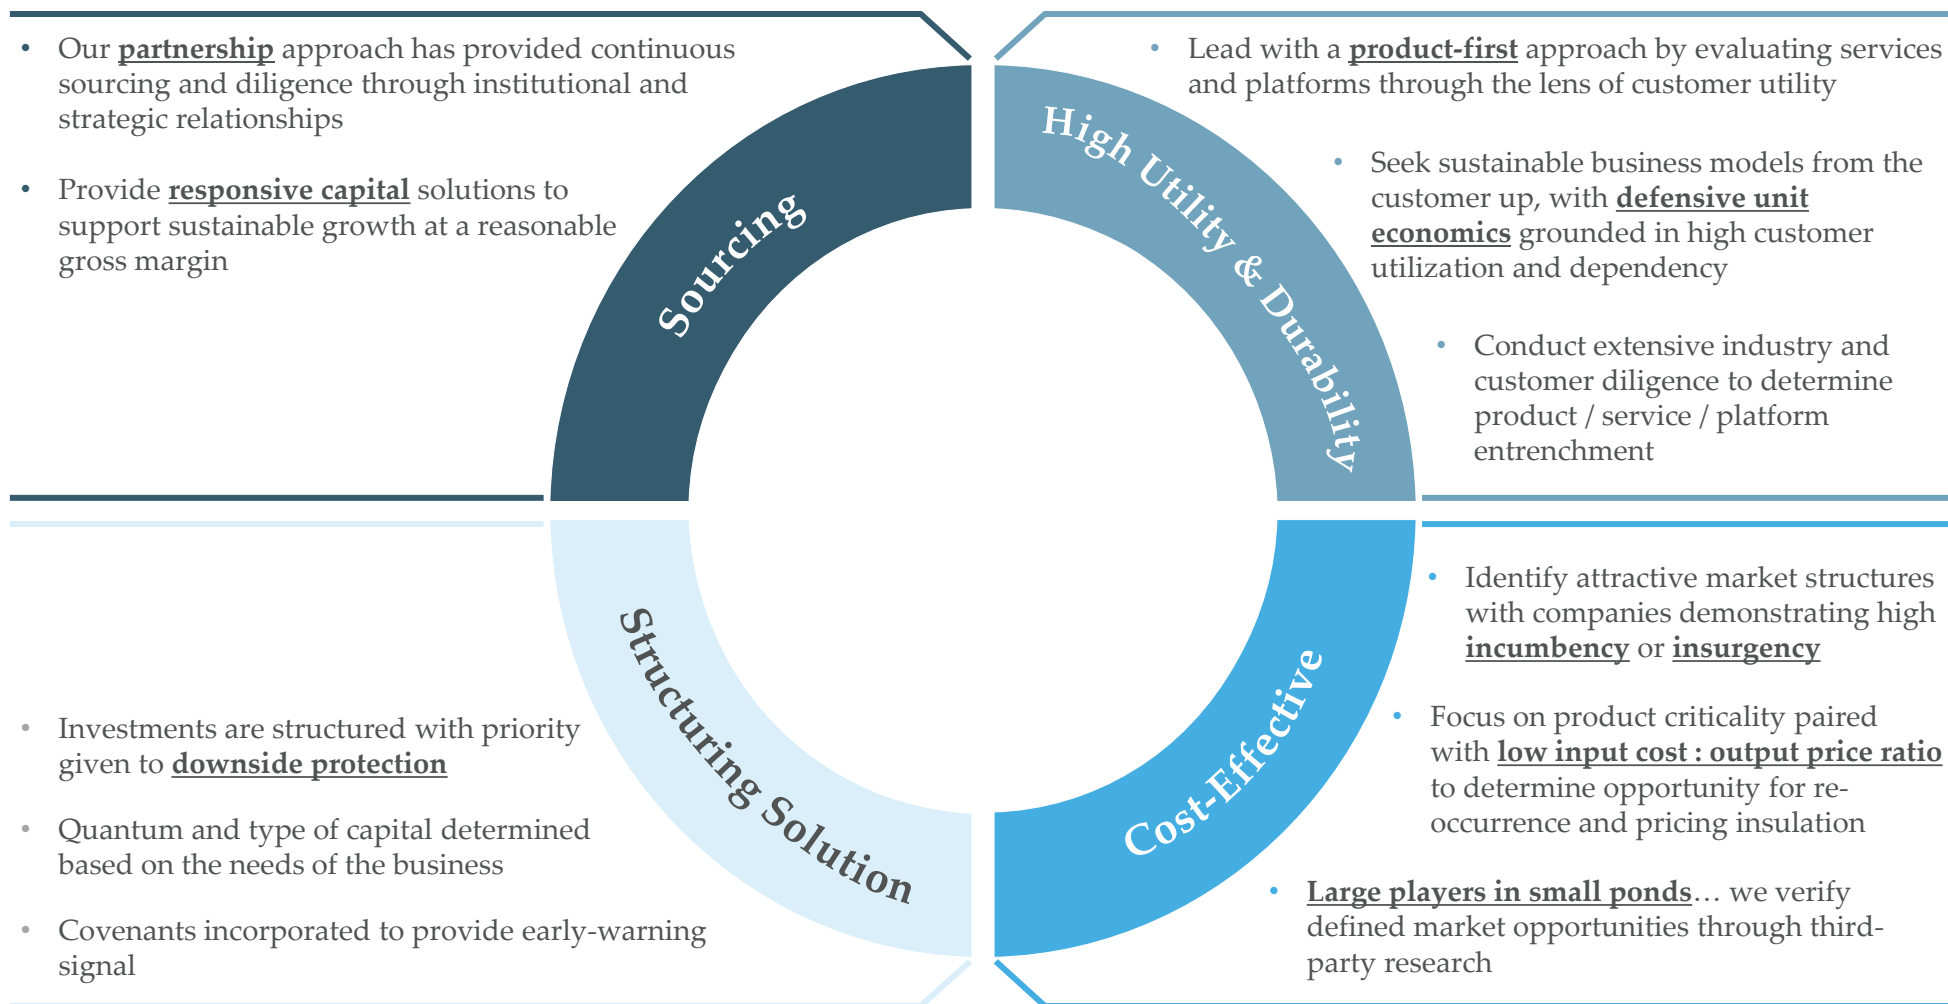 • Our partnership approach has provided continuous
sourcing and diligence through institutional and
strategic relationships
• Provide responsive capital solutions to
support sustainable growth at a reasonable
gross margin
Sourcing
High Utility & Durability
• Lead with a product-first approach by evaluating services
and platforms through the lens of customer utility
• Seek sustainable business models from the
customer up, with defensive unit
economics grounded in high customer
utilization and dependency
• Conduct extensive industry and
customer diligence to determine
product / service / platform
entrenchment
• Investments are structured with priority
given to downside protection
• Quantum and type of capital determined
based on the needs of the business
• Covenants incorporated to provide early-warning
signal
Structuring Solution
Cost-Effective
• Identify attractive market structures
with companies demonstrating high
incumbency or insurgency
• Focus on product criticality paired
with low input cost : output price ratio
to determine opportunity for re-
occurrence and pricing insulation
• Large players in small ponds… we verify
defined market opportunities through third-
party research